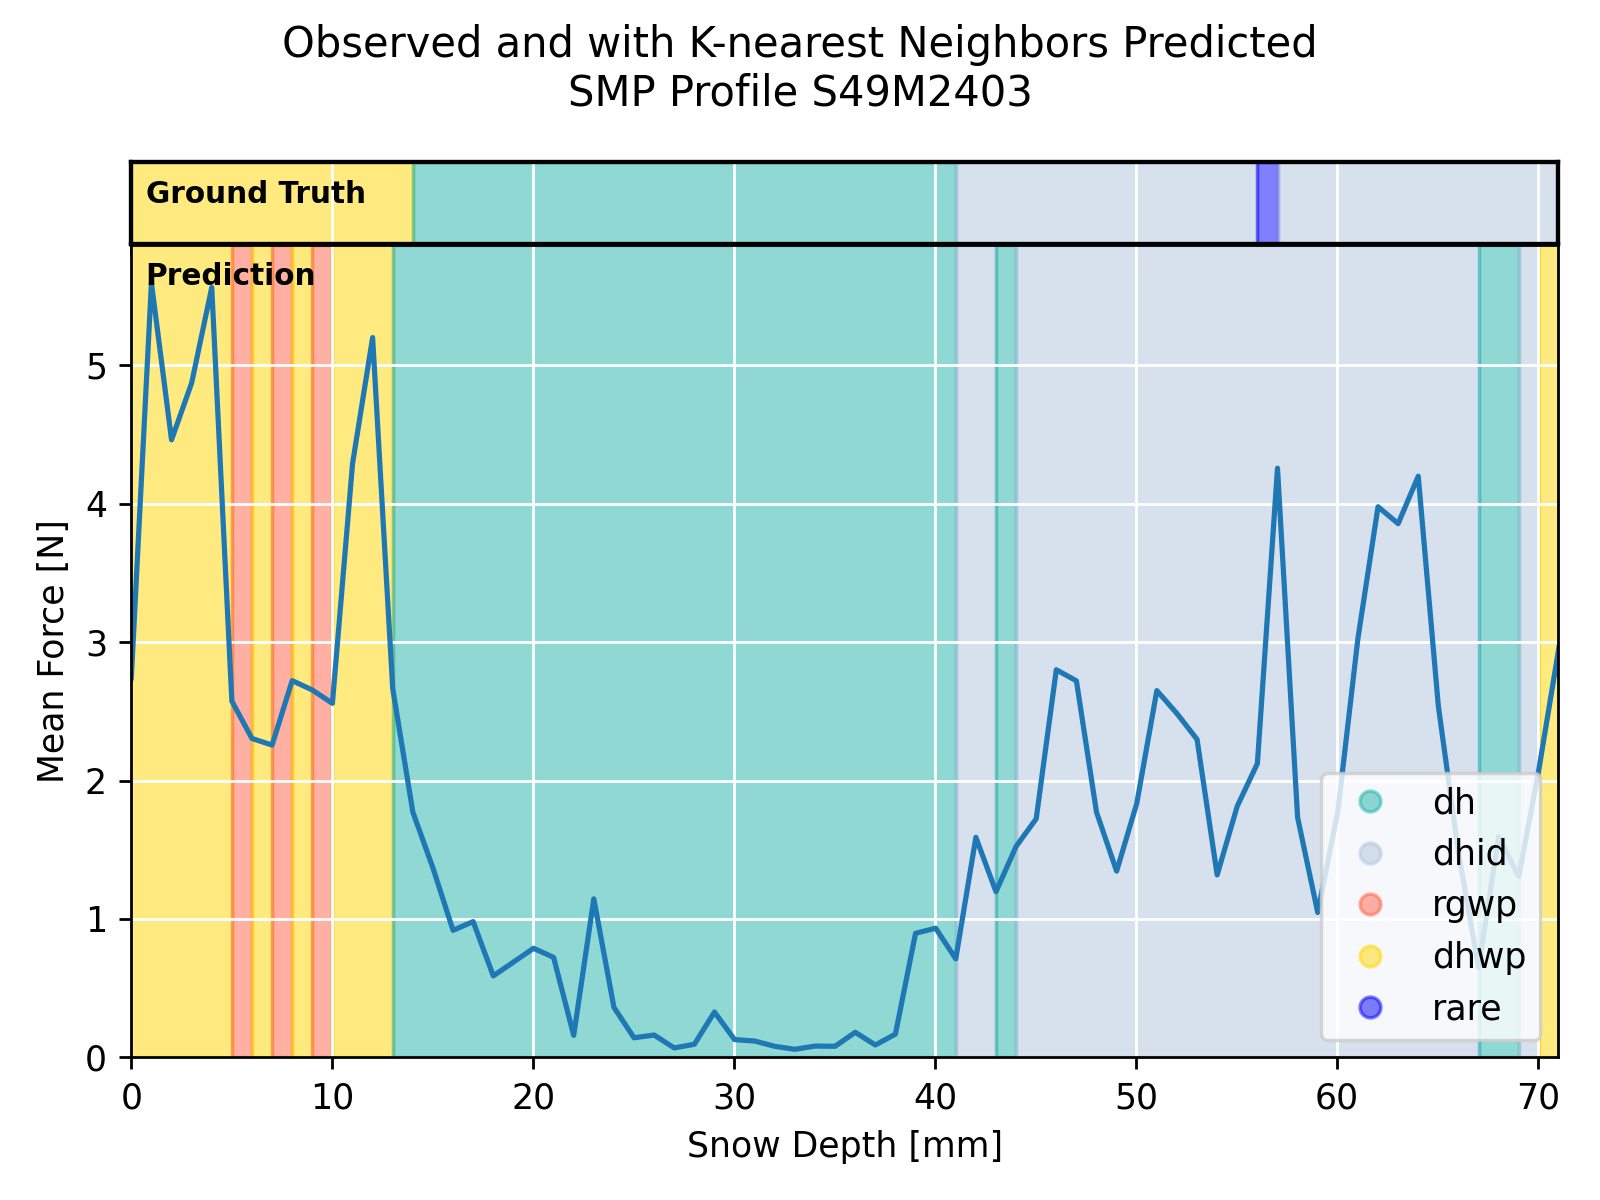 Observed and with K-nearest Neighbors Predicted
SMP Profile S49M2403
Ground Truth
Prediction
5
4
3
2
1
0
Mean Force [N]
dh
dhid
rgwp
dhwp
rare
0 10 20 30 40 50 60 70
Snow Depth [mm]